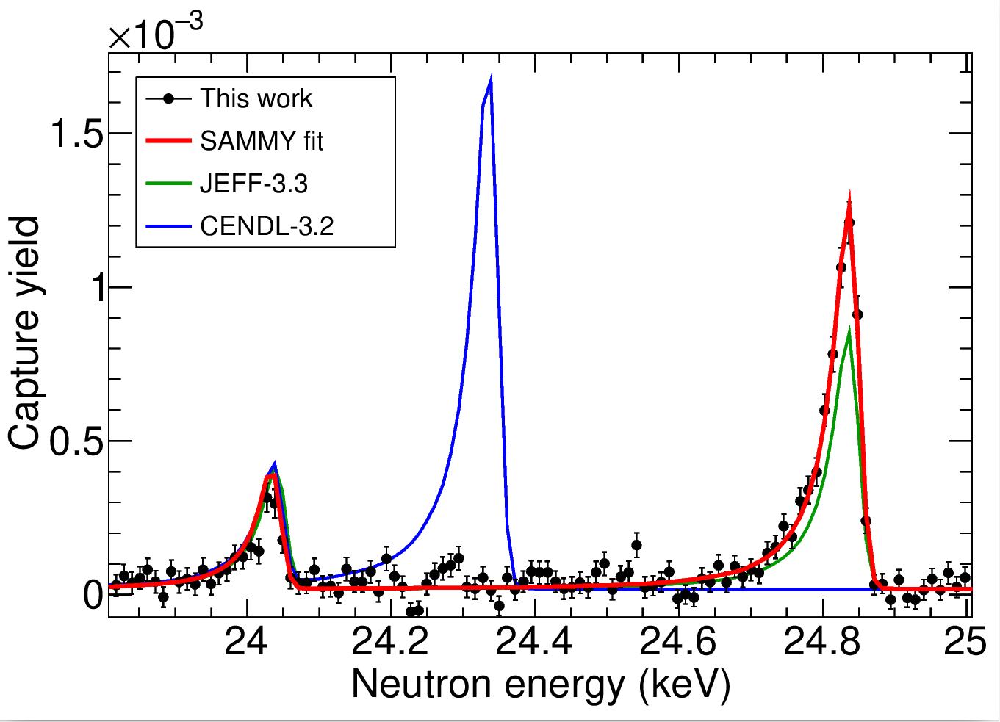 ×10⁻³
This work
SAMMY fit
JEFF-3.3
CENDL-3.2
Capture yield
1.5
1
0.5
0
24 24.2 24.4 24.6 24.8 25
Neutron energy (keV)